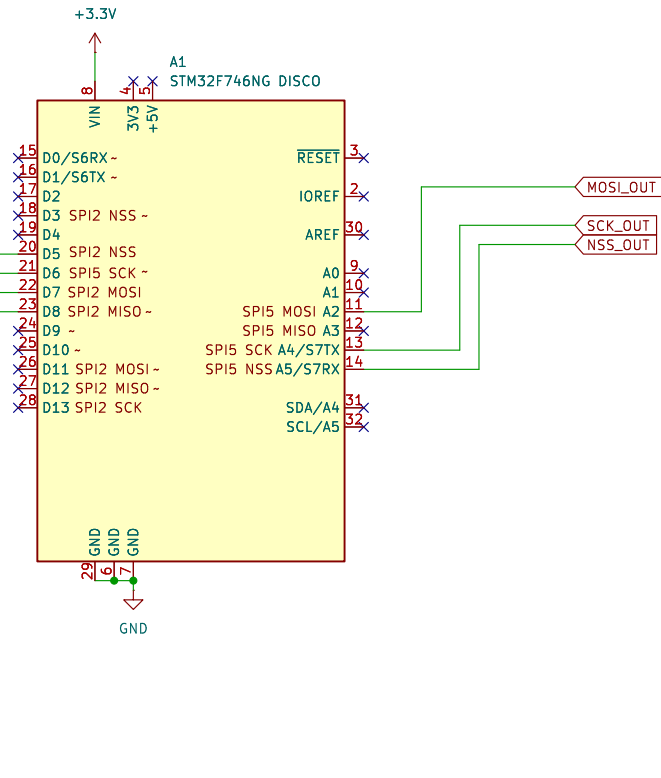 +3.3V
A1
STM32F746NG DISCO
8
4
5
VIN
3V3
+5V
15 D0/S6RX ~
16 D1/S6TX ~
17 D2
18 D3 SPI2 NSS ~
19 D4
20 D5 SPI2 NSS
21 D6 SPI5 SCK ~
22 D7 SPI2 MOSI
23 D8 SPI2 MISO ~
24 D9 ~
25 D10 ~
26 D11 SPI2 MOSI ~
27 D12 SPI2 MISO ~
28 D13 SPI2 SCK
RESET 3
IOREF 2
AREF 30
A0 9
A1 10
SPI5 MOSI A2 11
SPI5 MISO A3 12
SPI5 SCK A4/S7TX 13
SPI5 NSS A5/S7RX 14
SDA/A4 31
SCL/A5 32
MOSI_OUT
SCK_OUT
NSS_OUT
GND
GND
GND
29
6
7
GND